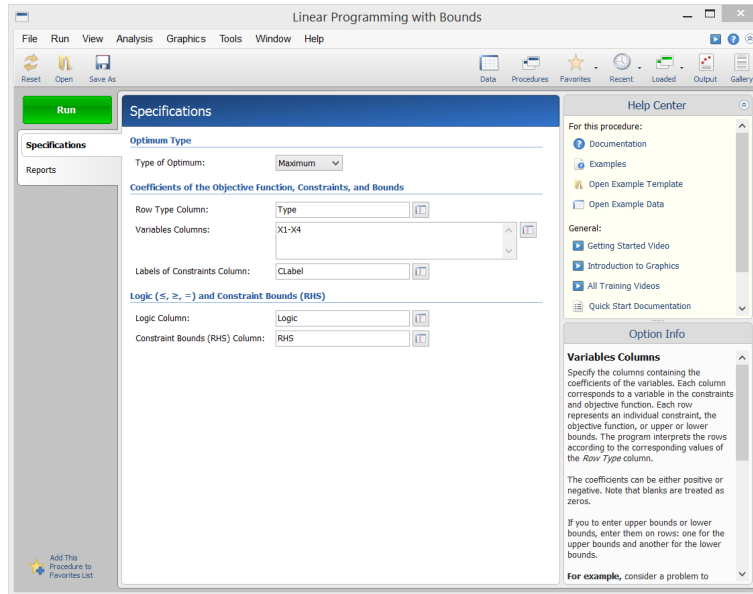 Linear Programming with Bounds
File Run View Analysis Graphics Tools Window Help
Reset Open Save As Data Procedures Favorites Recent Loaded Output Gallery
Run
Specifications
Reports
Add This
Procedure to
Favorites List
Specifications
Optimum Type
Type of Optimum: Maximum
Coefficients of the Objective Function, Constraints, and Bounds
Row Type Column: Type
Variables Columns: X1-X4
Labels of Constraints Column: CLabel
Logic (≤, ≥, =) and Constraint Bounds (RHS)
Logic Column: Logic
Constraint Bounds (RHS) Column: RHS
Help Center
For this procedure:
Documentation
Examples
Open Example Template
Open Example Data
General:
Getting Started Video
Introduction to Graphics
All Training Videos
Quick Start Documentation
Option Info
Variables Columns
Specify the columns containing the
coefficients of the variables. Each column
corresponds to a variable in the constraints
and objective function. Each row
represents an individual constraint, the
objective function, or upper or lower
bounds. The program interprets the rows
according to the corresponding values of
the Row Type column.
The coefficients can be either positive or
negative. Note that blanks are treated as
zeros.
If you to enter upper bounds or lower
bounds, enter them on rows: one for the
upper bounds and another for the lower
bounds.
For example, consider a problem to